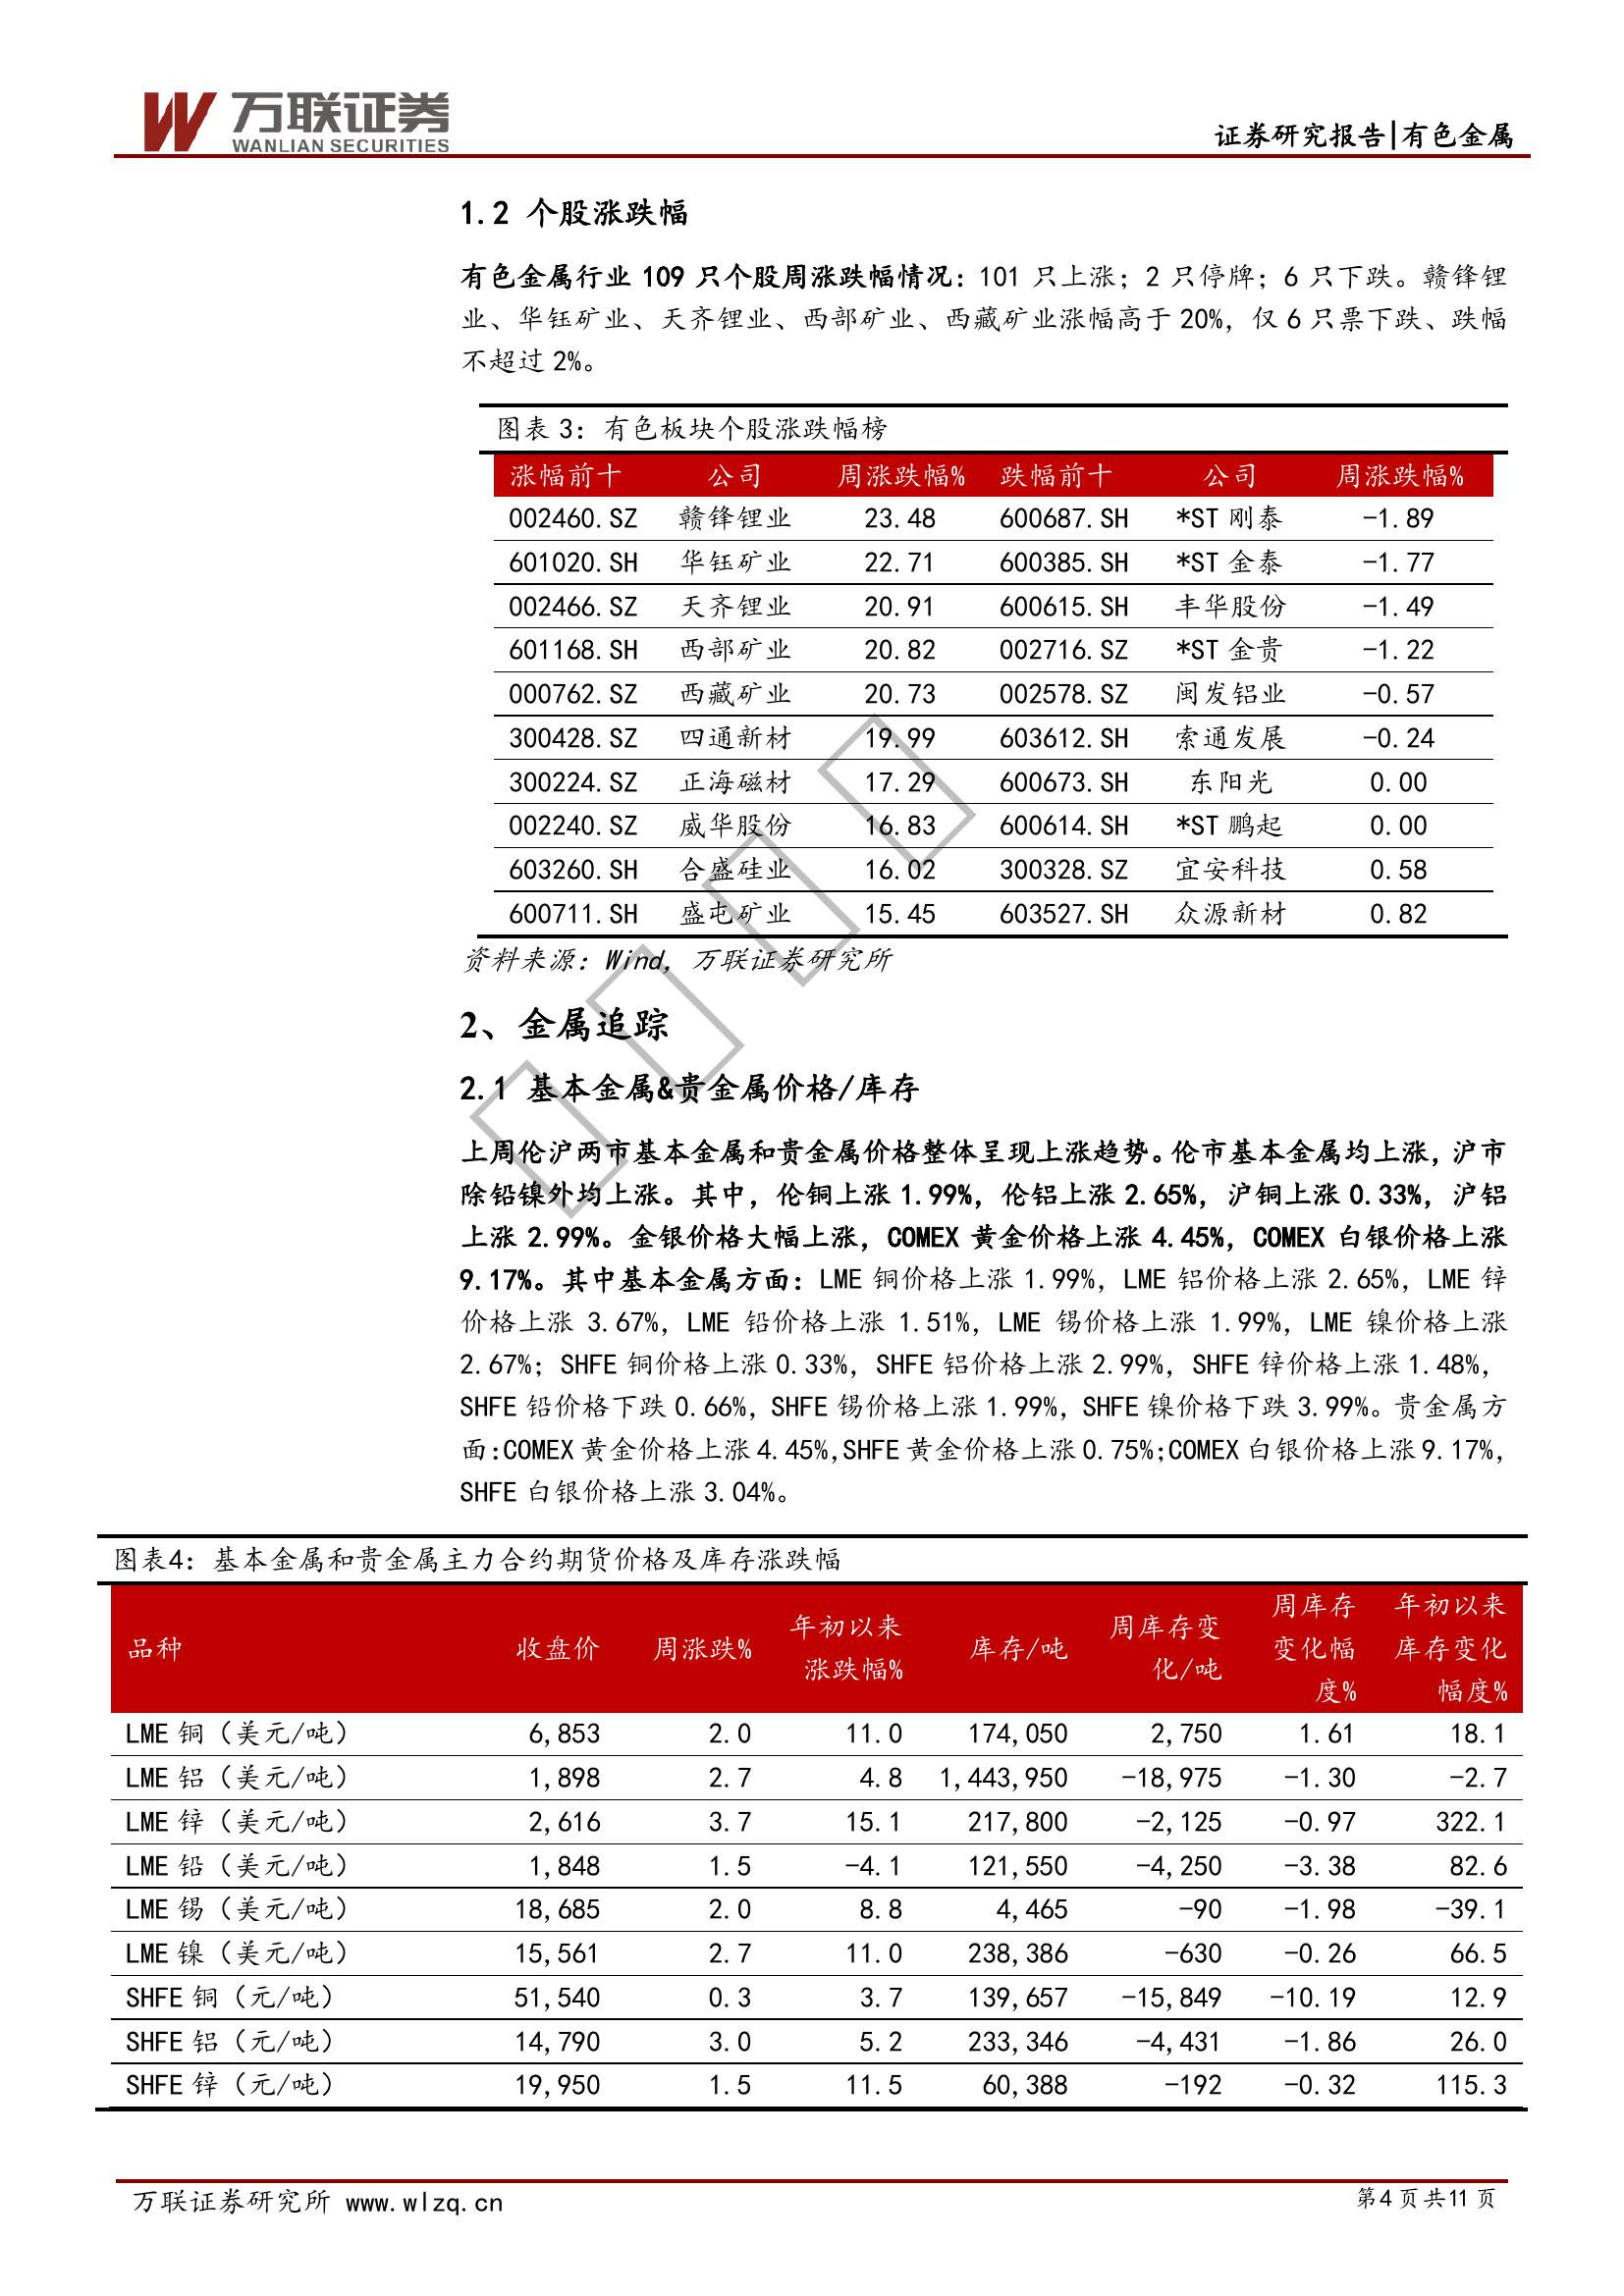 万联证券
WANLIAN SECURITIES
证券研究报告|有色金属
1.2 个股涨跌幅
有色金属行业 109 只个股周涨跌幅情况：101 只上涨；2 只停牌；6 只下跌。赣锋锂
业、华钰矿业、天齐锂业、西部矿业、西藏矿业涨幅高于 20%，仅 6 只票下跌、跌幅
不超过 2%。
图表 3：有色板块个股涨跌幅榜
涨幅前十 公司 周涨跌幅% 跌幅前十 公司 周涨跌幅%
002460.SZ 赣锋锂业 23.48 600687.SH *ST 刚泰 -1.89
601020.SH 华钰矿业 22.71 600385.SH *ST 金泰 -1.77
002466.SZ 天齐锂业 20.91 600615.SH 丰华股份 -1.49
601168.SH 西部矿业 20.82 002716.SZ *ST 金贵 -1.22
000762.SZ 西藏矿业 20.73 002578.SZ 闽发铝业 -0.57
300428.SZ 四通新材 19.99 603612.SH 索通发展 -0.24
300224.SZ 正海磁材 17.29 600673.SH 东阳光 0.00
002240.SZ 威华股份 16.83 600614.SH *ST 鹏起 0.00
603260.SH 合盛硅业 16.02 300328.SZ 宜安科技 0.58
600711.SH 盛屯矿业 15.45 603527.SH 众源新材 0.82
资料来源：Wind，万联证券研究所
2、金属追踪
2.1 基本金属&贵金属价格/库存
上周伦沪两市基本金属和贵金属价格整体呈现上涨趋势。伦市基本金属均上涨，沪市
除铅镍外均上涨。其中，伦铜上涨 1.99%，伦铝上涨 2.65%，沪铜上涨 0.33%，沪铝
上涨 2.99%。金银价格大幅上涨，COMEX 黄金价格上涨 4.45%，COMEX 白银价格上涨
9.17%。其中基本金属方面：LME 铜价格上涨 1.99%，LME 铝价格上涨 2.65%，LME 锌
价格上涨 3.67%，LME 铅价格上涨 1.51%，LME 锡价格上涨 1.99%，LME 镍价格上涨
2.67%；SHFE 铜价格上涨 0.33%，SHFE 铝价格上涨 2.99%，SHFE 锌价格上涨 1.48%，
SHFE 铅价格下跌 0.66%，SHFE 锡价格上涨 1.99%，SHFE 镍价格下跌 3.99%。贵金属方
面：COMEX 黄金价格上涨 4.45%，SHFE 黄金价格上涨 0.75%；COMEX 白银价格上涨 9.17%，
SHFE 白银价格上涨 3.04%。
图表4：基本金属和贵金属主力合约期货价格及库存涨跌幅
品种 收盘价 周涨跌% 年初以来涨跌幅% 库存/吨 周库存变化/吨 周库存变化幅度% 年初以来库存变化幅度%
LME 铜（美元/吨） 6,853 2.0 11.0 174,050 2,750 1.61 18.1
LME 铝（美元/吨） 1,898 2.7 4.8 1,443,950 -18,975 -1.30 -2.7
LME 锌（美元/吨） 2,616 3.7 15.1 217,800 -2,125 -0.97 322.1
LME 铅（美元/吨） 1,848 1.5 -4.1 121,550 -4,250 -3.38 82.6
LME 锡（美元/吨） 18,685 2.0 8.8 4,465 -90 -1.98 -39.1
LME 镍（美元/吨） 15,561 2.7 11.0 238,386 -630 -0.26 66.5
SHFE 铜（元/吨） 51,540 0.3 3.7 139,657 -15,849 -10.19 12.9
SHFE 铝（元/吨） 14,790 3.0 5.2 233,346 -4,431 -1.86 26.0
SHFE 锌（元/吨） 19,950 1.5 11.5 60,388 -192 -0.32 115.3
万联证券研究所 www.wlzq.cn
第4页共11页